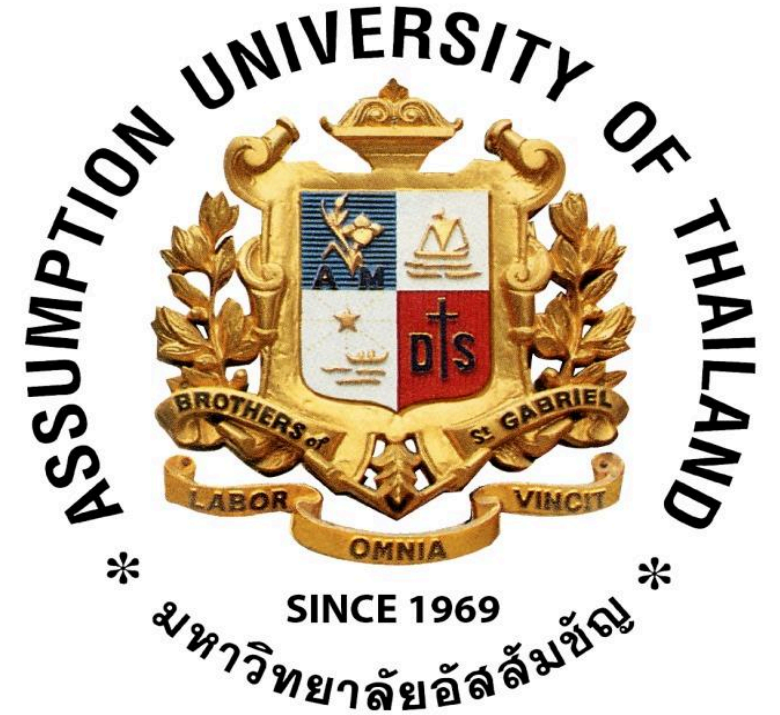 ASSUMPTION UNIVERSITY OF THAILAND
A M
D S
BROTHERS of St GABRIEL
LABOR OMNIA VINCIT
SINCE 1969
* มหาวิทยาลัยอัสสัมชัญ *